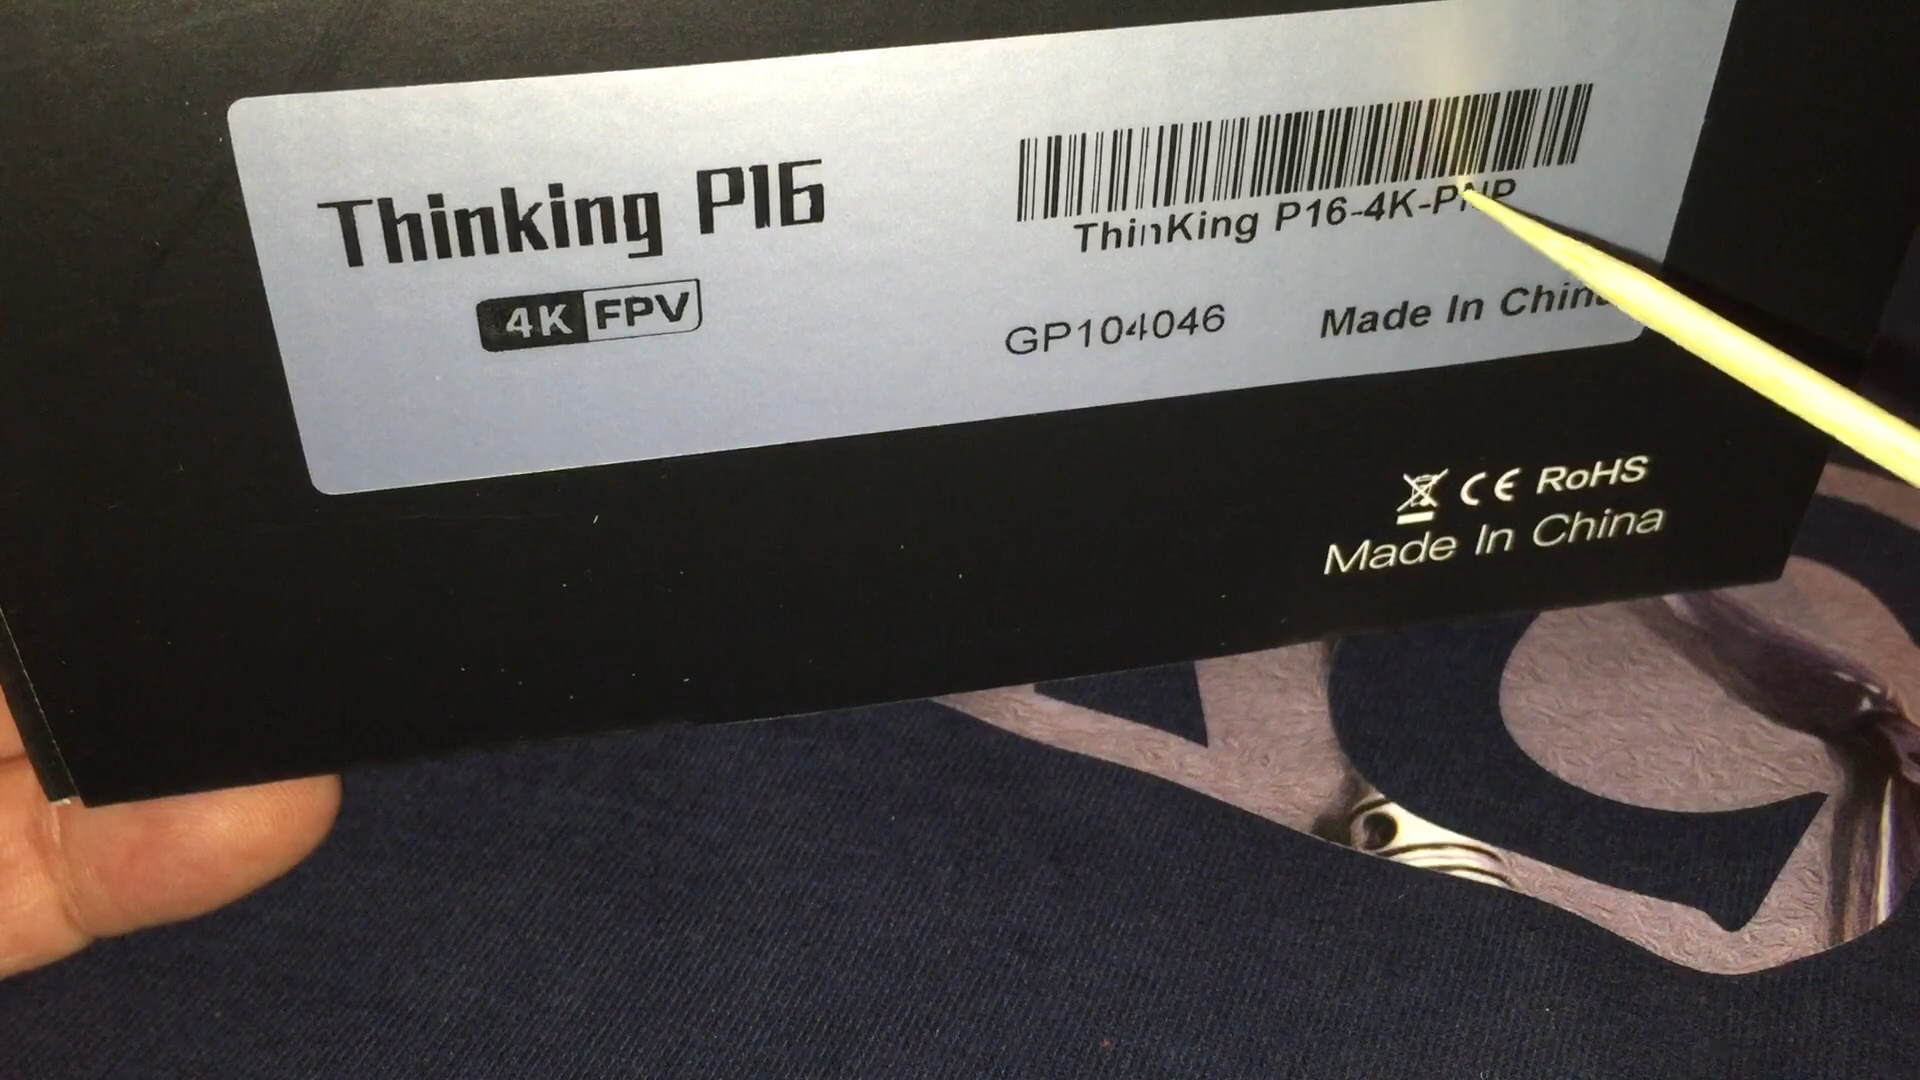 Thinking P16
4K FPV
ThinKing P16-4K-PNP
GP104046
Made In China
CE RoHS
Made In China